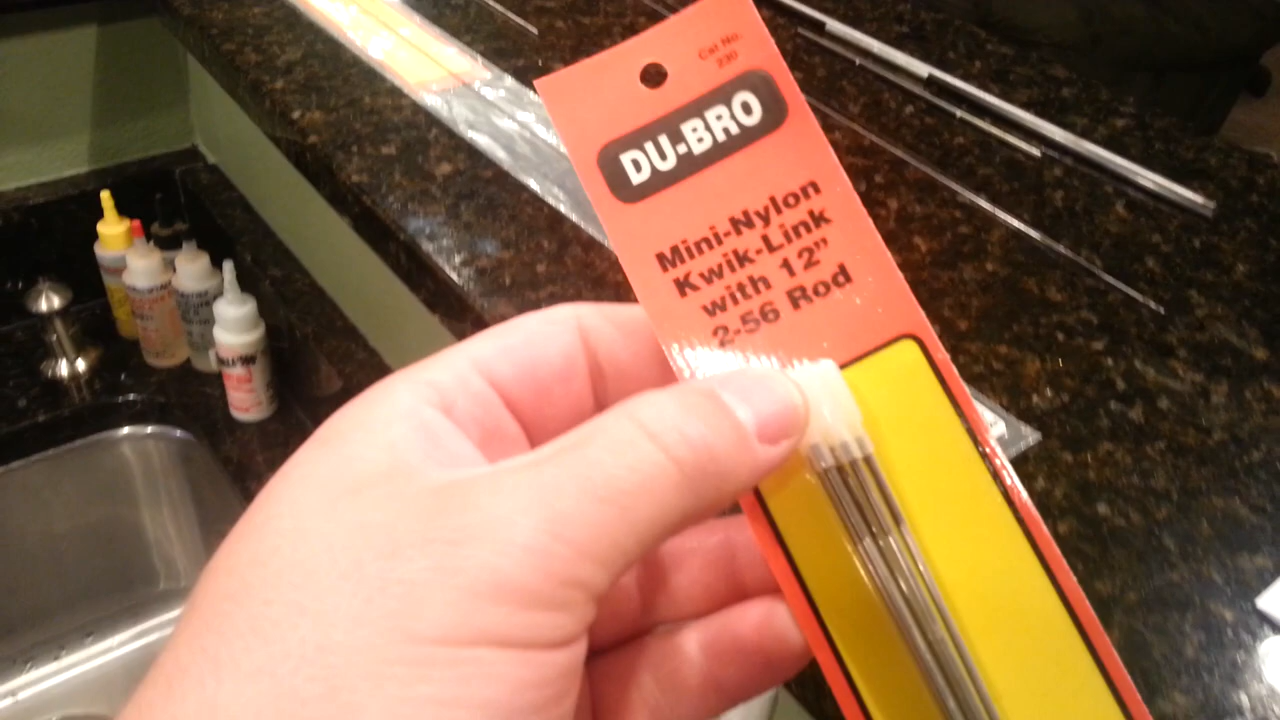 Cat No.
230
DU-BRO
Mini-Nylon
Kwik-Link
with 12"
2-56 Rod